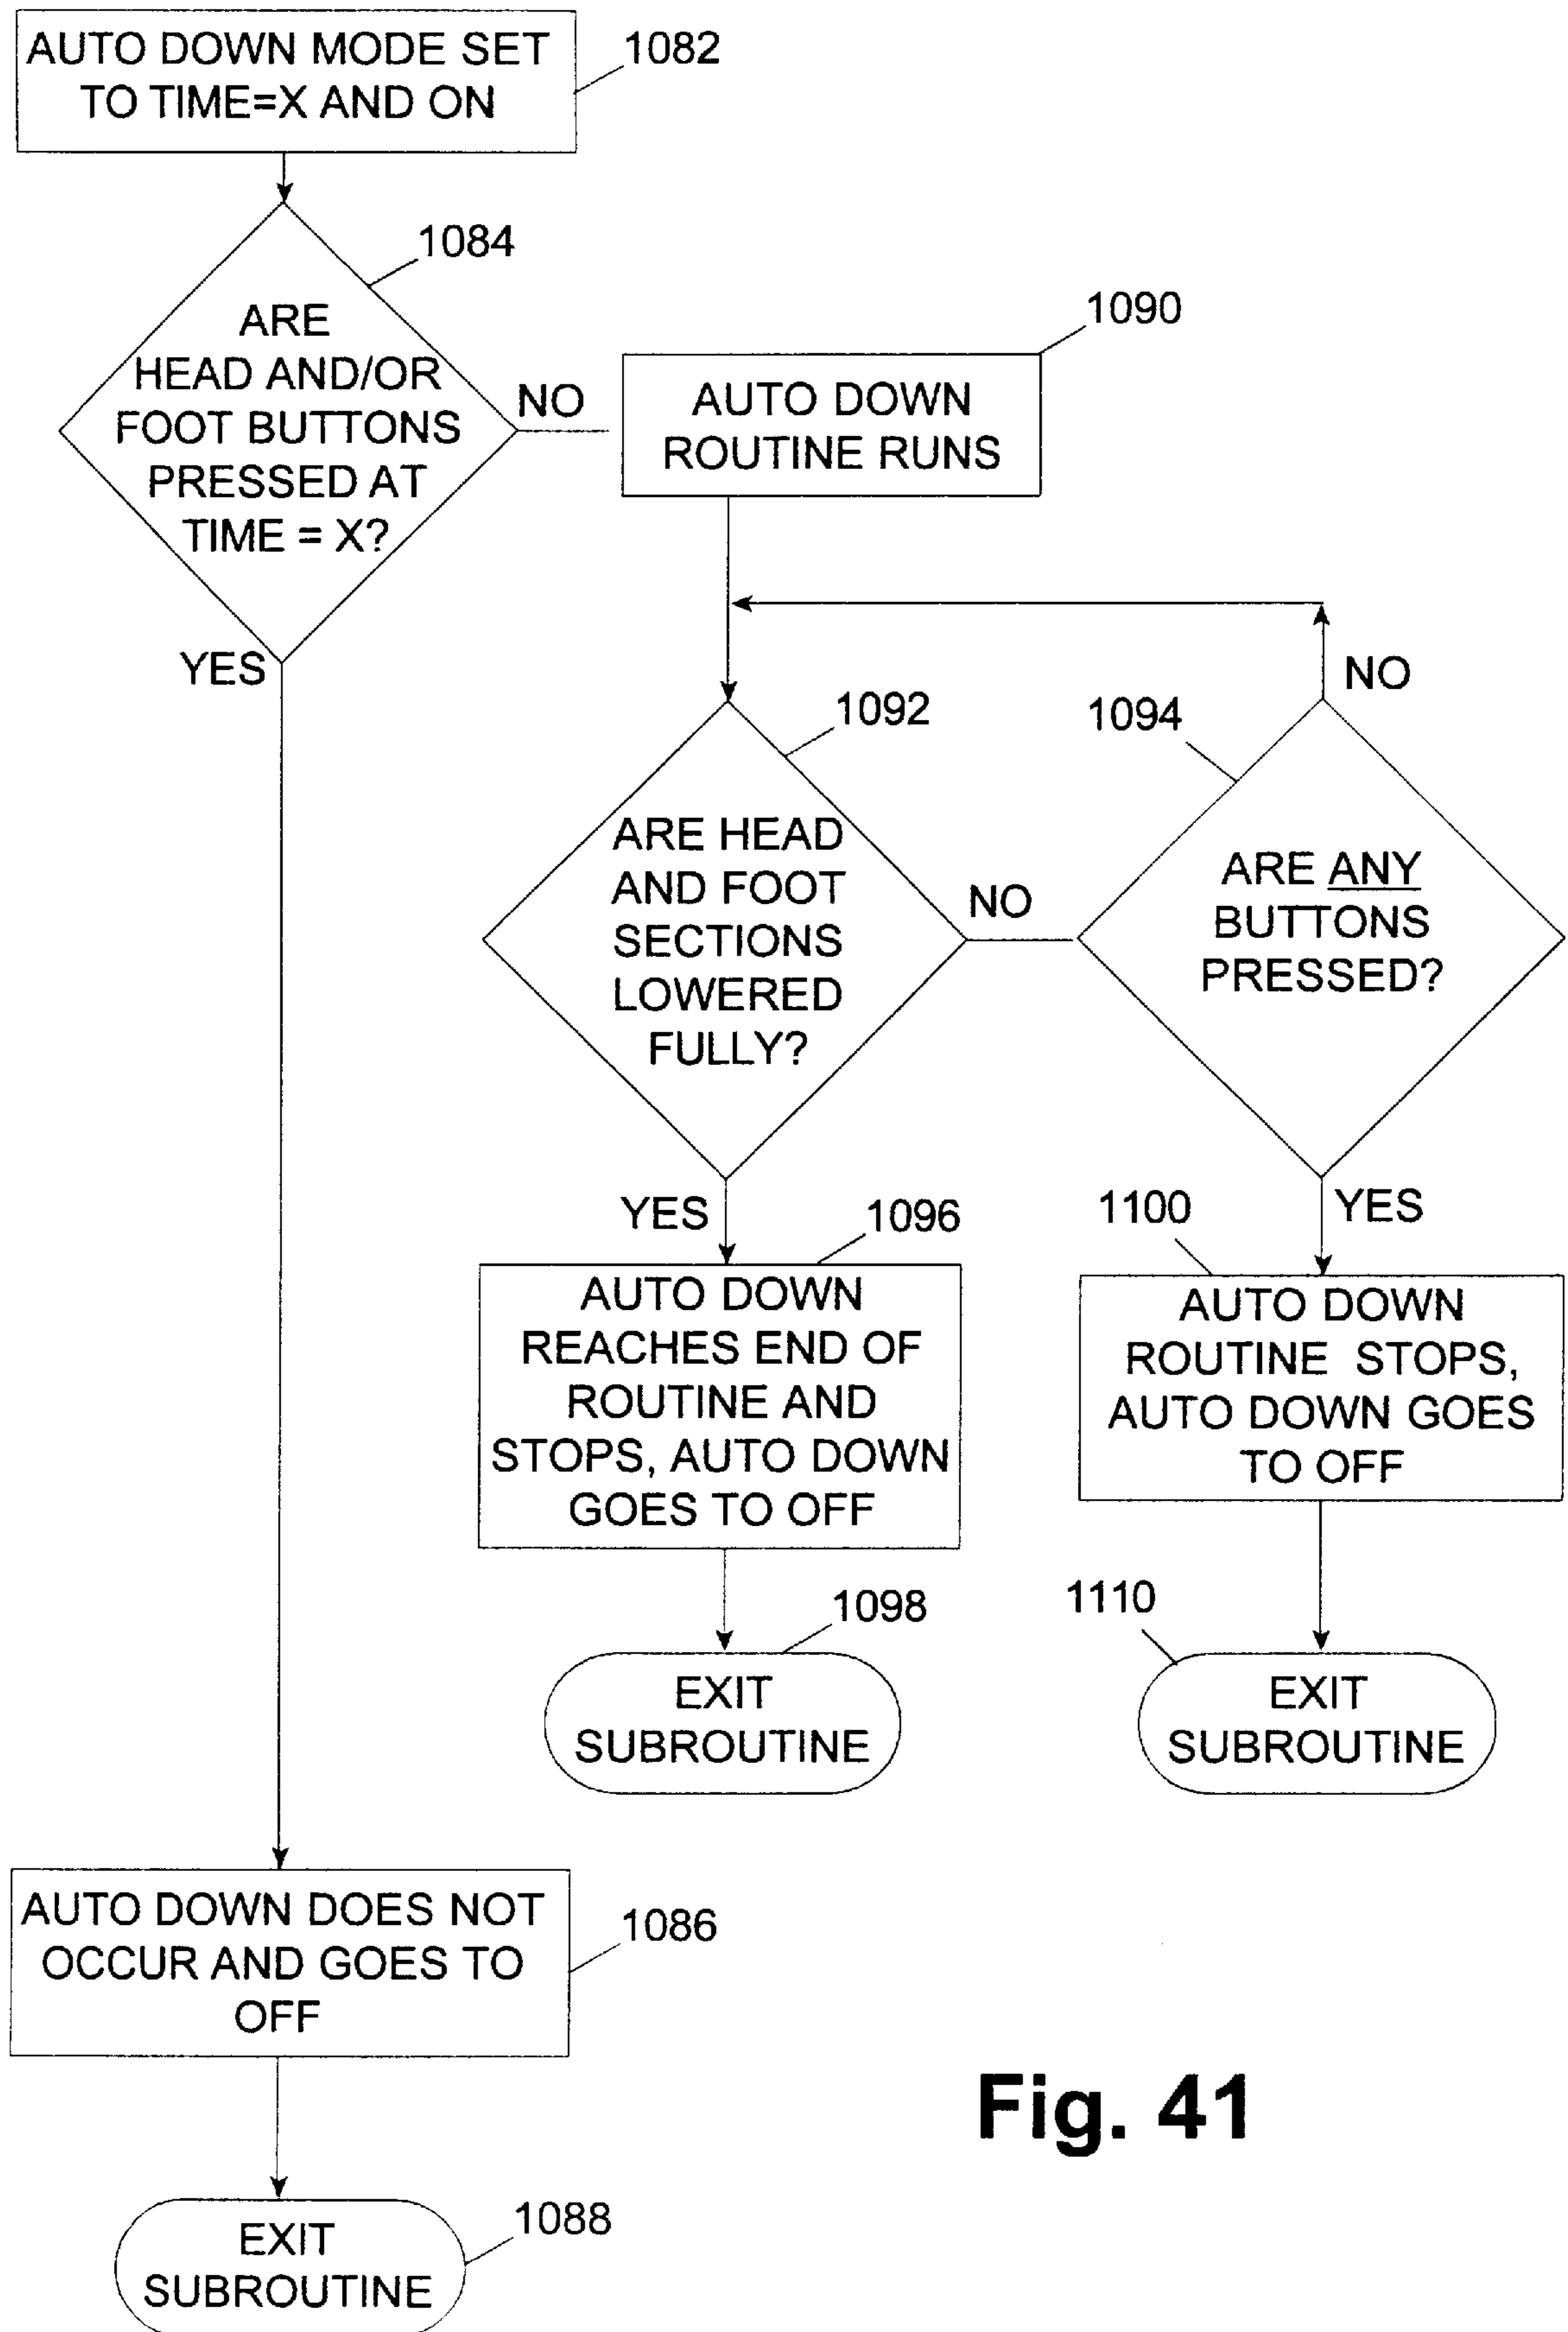 AUTO DOWN MODE SET
TO TIME=X AND ON
1082
1084
ARE
HEAD AND/OR
FOOT BUTTONS
PRESSED AT
TIME = X?
NO
YES
1090
AUTO DOWN
ROUTINE RUNS
NO
1092
1094
ARE HEAD
AND FOOT
SECTIONS
LOWERED
FULLY?
NO
ARE ANY
BUTTONS
PRESSED?
YES
1096
1100
YES
AUTO DOWN
REACHES END OF
ROUTINE AND
STOPS, AUTO DOWN
GOES TO OFF
AUTO DOWN
ROUTINE STOPS,
AUTO DOWN GOES
TO OFF
1098
1110
EXIT
SUBROUTINE
EXIT
SUBROUTINE
AUTO DOWN DOES NOT
OCCUR AND GOES TO
OFF
1086
EXIT
SUBROUTINE
1088
Fig. 41